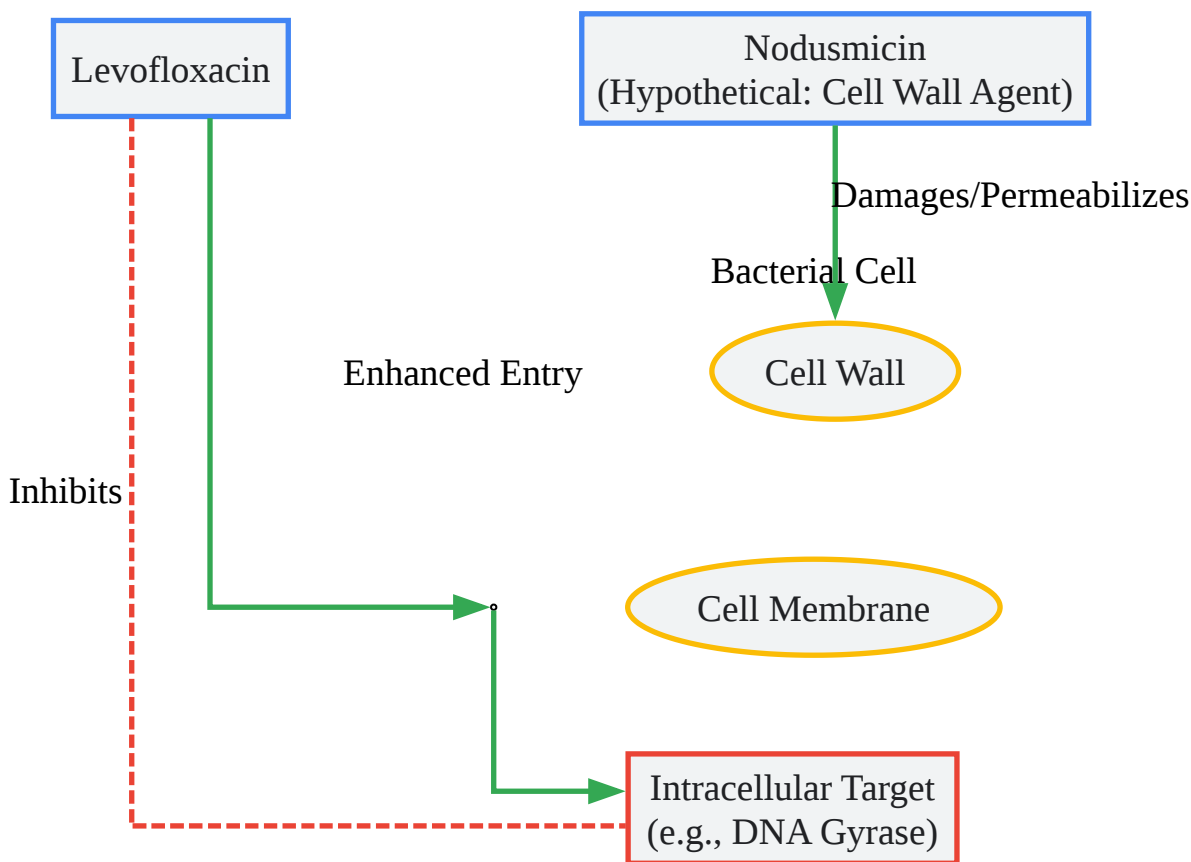 Levofloxacin
Nodusmicin
(Hypothetical: Cell Wall Agent)
Damages/Permeabilizes
Bacterial Cell
Enhanced Entry
Cell Wall
Inhibits
Cell Membrane
Intracellular Target
(e.g., DNA Gyrase)